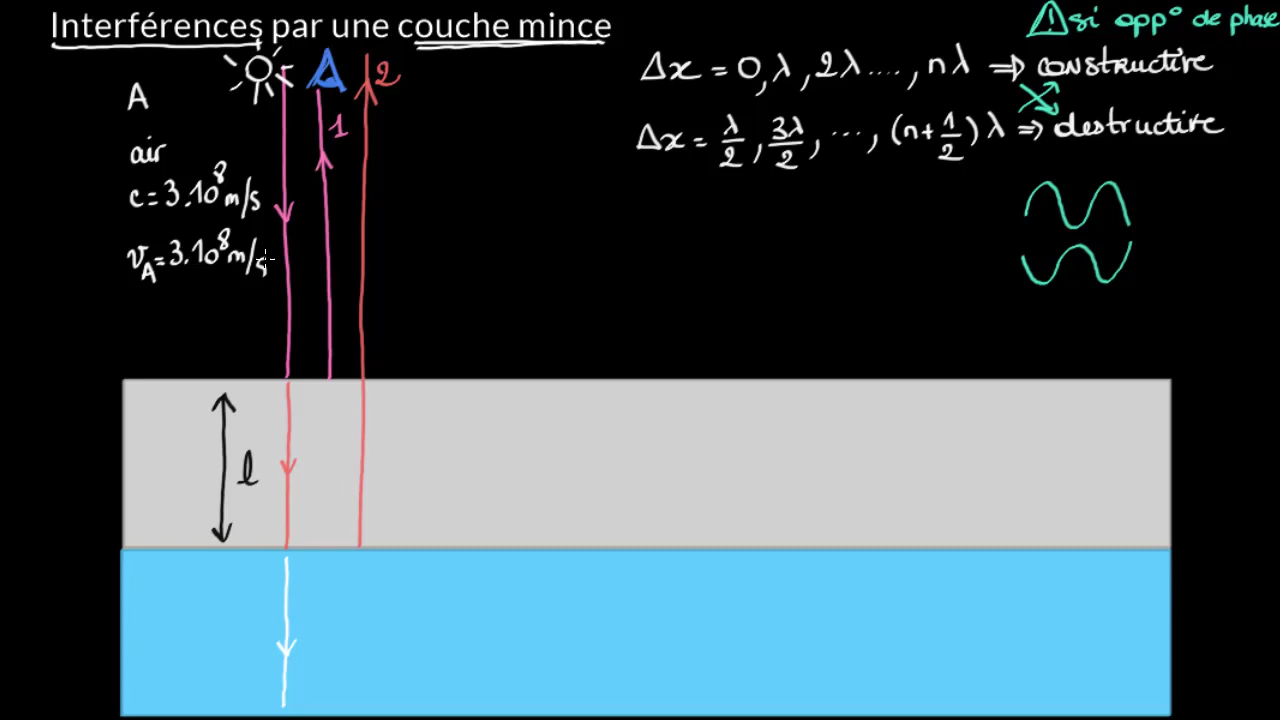 Interférences par une couche mince
⚠ si opp° de phase
Δx = 0, λ, 2λ ...., nλ ⇒ constructive
Δx = λ/2, 3λ/2, ..., (n+1/2)λ ⇒ destructive
2
1
A
air
c = 3.10⁸ m/s
v_A = 3.10⁸ m/s
l